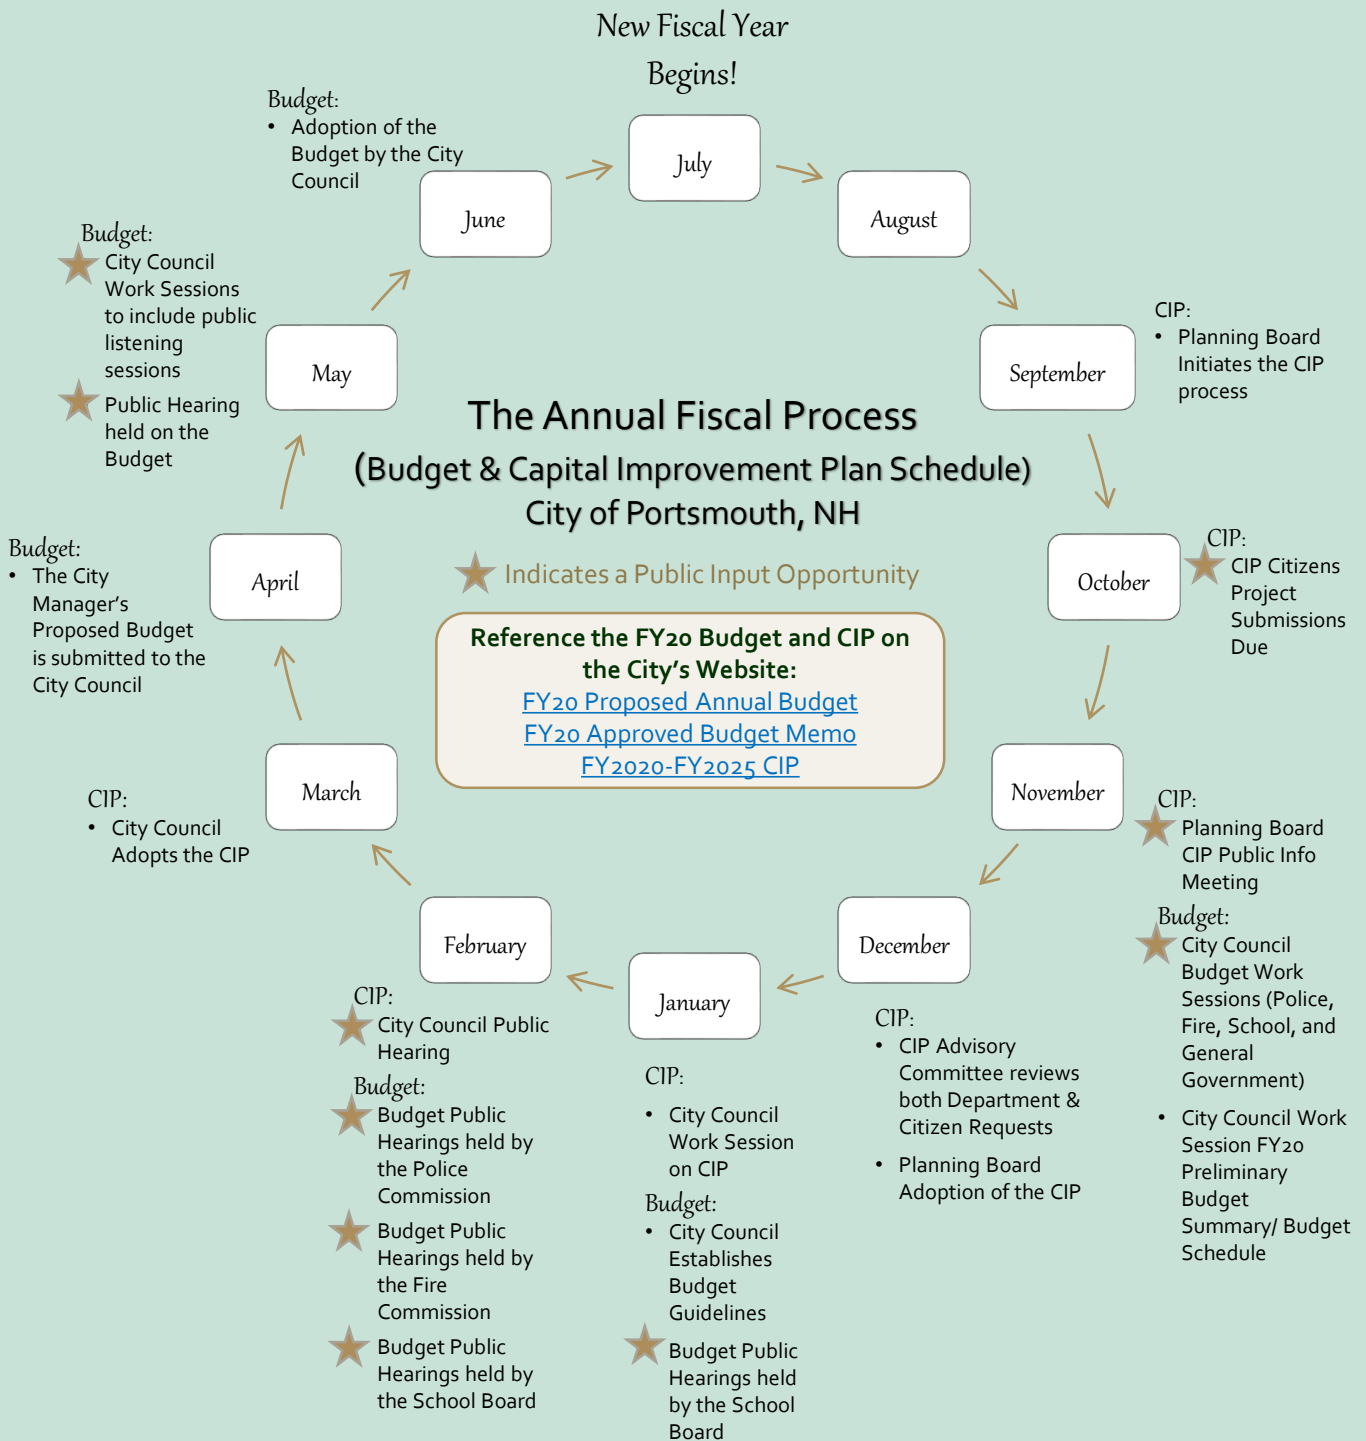 New Fiscal Year
Begins!
July
August
September
CIP:
• Planning Board
Initiates the CIP
process
October
CIP:
CIP Citizens
Project
Submissions
Due
November
CIP:
Planning Board
CIP Public Info
Meeting
Budget:
City Council
Budget Work
Sessions (Police,
Fire, School, and
General
Government)
• City Council Work
Session FY20
Preliminary
Budget
Summary/ Budget
Schedule
December
CIP:
• CIP Advisory
Committee reviews
both Department &
Citizen Requests
• Planning Board
Adoption of the CIP
January
CIP:
• City Council
Work Session
on CIP
Budget:
• City Council
Establishes
Budget
Guidelines
Budget Public
Hearings held
by the School
Board
February
CIP:
City Council Public
Hearing
Budget:
Budget Public
Hearings held by
the Police
Commission
Budget Public
Hearings held by
the Fire
Commission
Budget Public
Hearings held by
the School Board
March
CIP:
• City Council
Adopts the CIP
April
Budget:
• The City
Manager's
Proposed Budget
is submitted to the
City Council
May
Budget:
City Council
Work Sessions
to include public
listening
sessions
Public Hearing
held on the
Budget
June
Budget:
• Adoption of the
Budget by the City
Council
The Annual Fiscal Process
(Budget & Capital Improvement Plan Schedule)
City of Portsmouth, NH
Indicates a Public Input Opportunity
Reference the FY20 Budget and CIP on
the City's Website:
FY20 Proposed Annual Budget
FY20 Approved Budget Memo
FY2020-FY2025 CIP